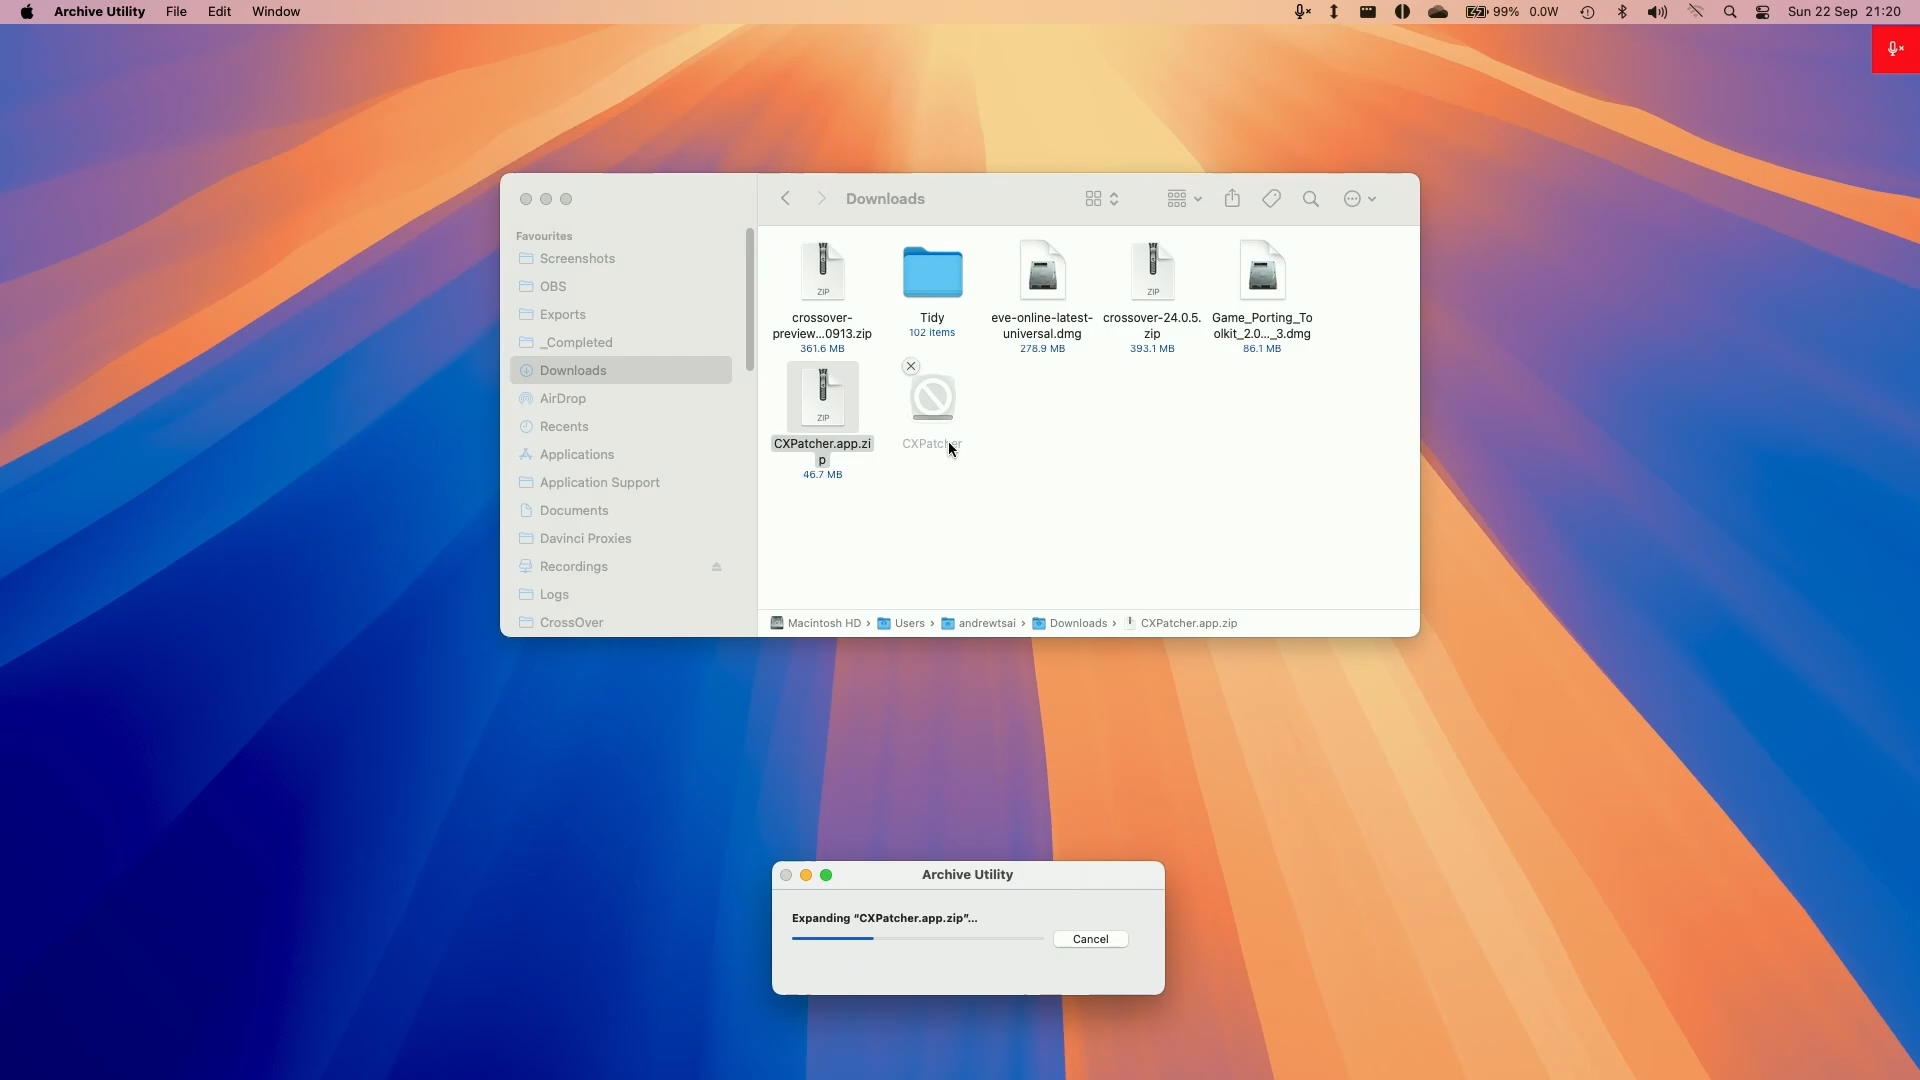 Archive Utility File Edit Window 99% 0.0W Sun 22 Sep 21:20
Downloads
Favourites
Screenshots
OBS
Exports
_Completed
Downloads
AirDrop
Recents
Applications
Application Support
Documents
Davinci Proxies
Recordings
Logs
CrossOver
ZIP
crossover-
preview...0913.zip
361.6 MB
Tidy
102 items
eve-online-latest-
universal.dmg
278.9 MB
ZIP
crossover-24.0.5.
zip
393.1 MB
Game_Porting_To
olkit_2.0..._3.dmg
86.1 MB
ZIP
CXPatcher.app.zi
p
46.7 MB
CXPatcher
Macintosh HD › Users › andrewtsai › Downloads › CXPatcher.app.zip
Archive Utility
Expanding “CXPatcher.app.zip”...
Cancel